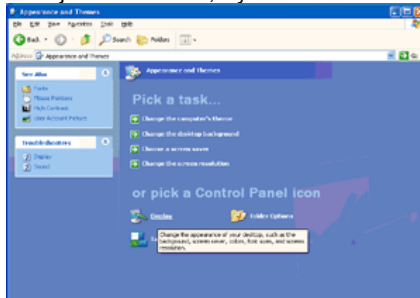 Appearance and Themes
File Edit View Favorites Tools Help
Back Search Folders
Address Appearance and Themes
See Also
Fonts
Mouse Pointers
High Contrast
User Account Picture
Troubleshooters
Display
Sound
Appearance and Themes
Pick a task...
Change the computer's theme
Change the desktop background
Choose a screen saver
Change the screen resolution
or pick a Control Panel icon
Display Folder Options
Change the appearance of your desktop, such as the
background, screen saver, colors, font sizes, and screen
resolution.